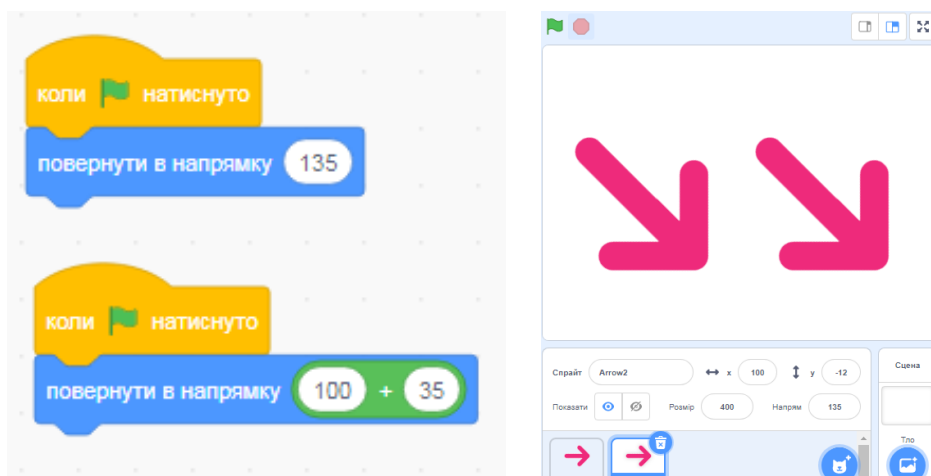 коли натиснуто
повернути в напрямку 135
коли натиснуто
повернути в напрямку 100 + 35
Спрайт Arrow2 x 100 y -12
Показати Розмір 400 Напрям 135
Сцена
Тло